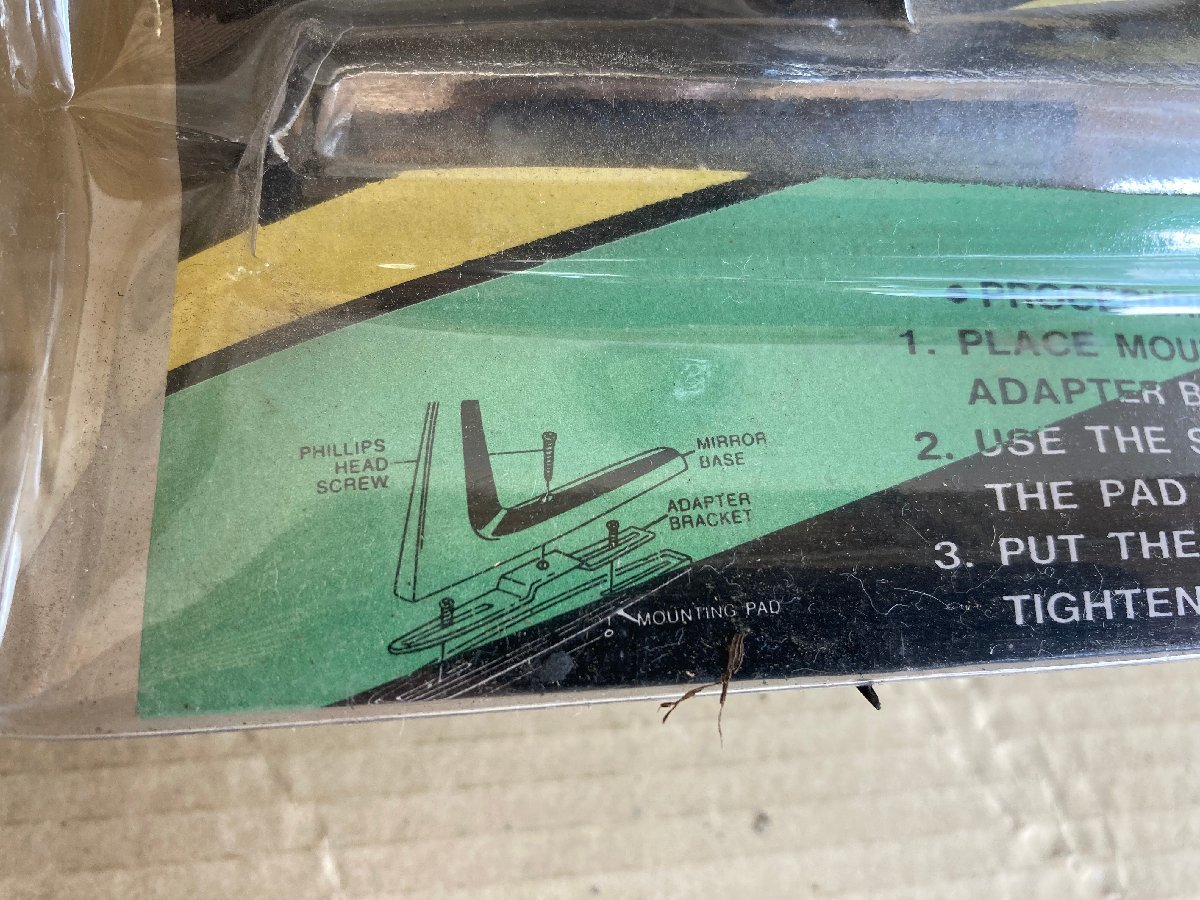 PHILLIPS
HEAD
SCREW
MIRROR
BASE
ADAPTER
BRACKET
MOUNTING PAD
1. PLACE
ADAPTER
2. USE THE
THE PAD
3. PUT THE
TIGHTEN